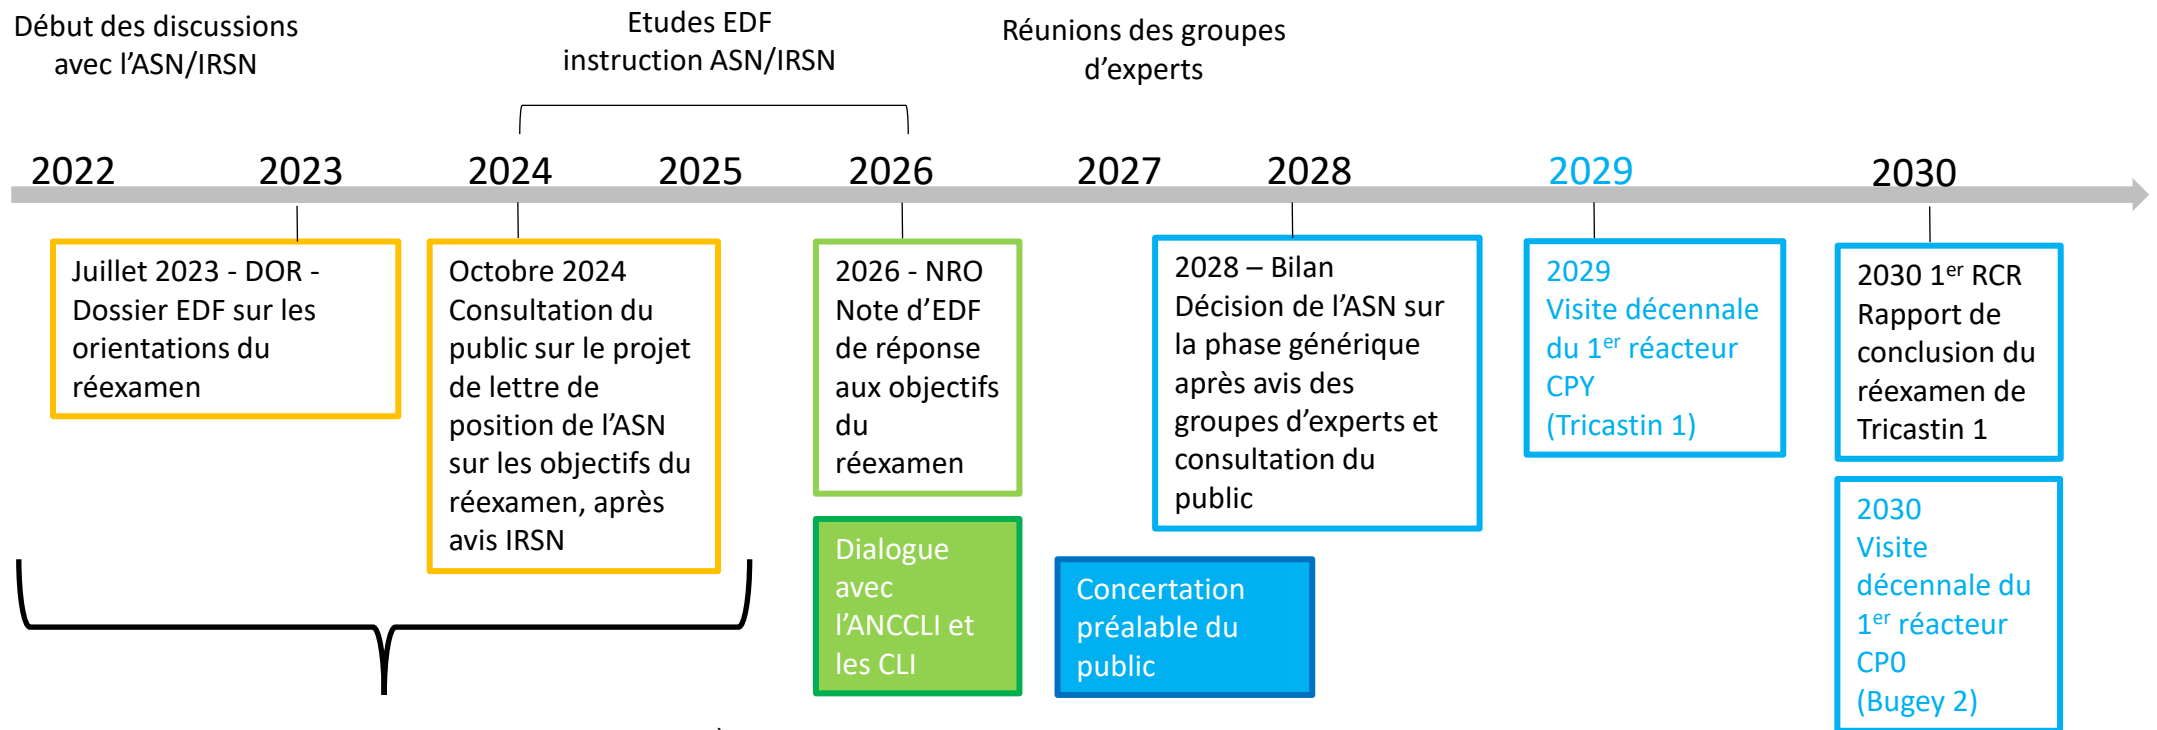 Début des discussions
avec l’ASN/IRSN
Etudes EDF
instruction ASN/IRSN
Réunions des groupes
d’experts
2022
2023
2024
2025
2026
2027
2028
2029
2030
Juillet 2023 - DOR -
Dossier EDF sur les
orientations du
réexamen
Octobre 2024
Consultation du
public sur le projet
de lettre de
position de l’ASN
sur les objectifs du
réexamen, après
avis IRSN
2026 - NRO
Note d’EDF
de réponse
aux objectifs
du
réexamen
Dialogue
avec
l’ANCCLI et
les CLI
2028 – Bilan
Décision de l’ASN sur
la phase générique
après avis des
groupes d’experts et
consultation du
public
Concertation
préalable du
public
2029
Visite décennale
du 1er réacteur
CPY
(Tricastin 1)
2030 1er RCR
Rapport de
conclusion du
réexamen de
Tricastin 1
2030
Visite
décennale du
1er réacteur
CP0
(Bugey 2)